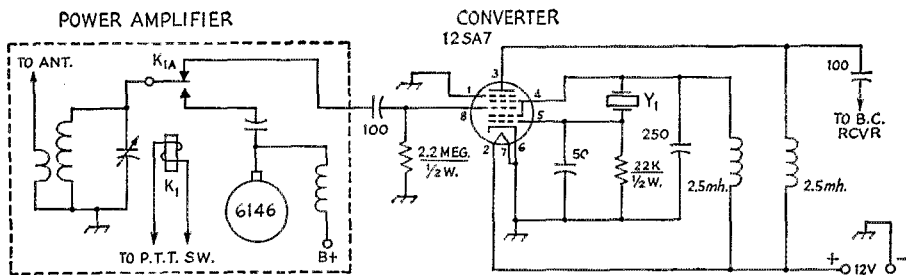 POWER AMPLIFIER
CONVERTER
12SA7
TO ANT.
K1A
K1
6146
B+
TO P.T.T. SW.
100
2.2 MEG.
1/2 W.
3
1
8
4
5
2
7
6
Y1
50
22K
1/2 W.
250
2.5mh.
2.5mh.
100
TO B.C.
RCVR
+
12V
−